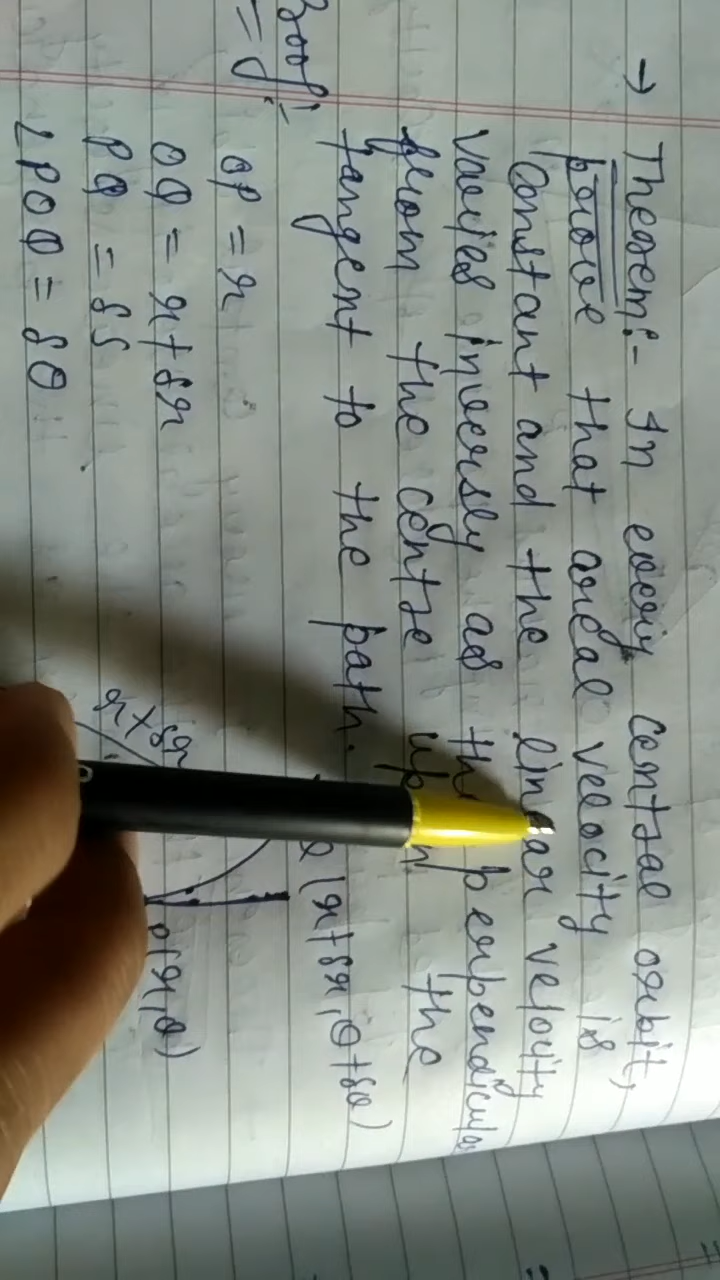 → Theorem:- In every central orbit,
prove that areal velocity is
Constant and the linear velocity
varies inversly as the perpendicular
from the centre upon the
tangent to the path.
Proof:-
OP = r
OQ = r+δr
PQ = δs
∠POQ = δθ
Q(r+δr, θ+δθ)
r+δr
P(r, θ)